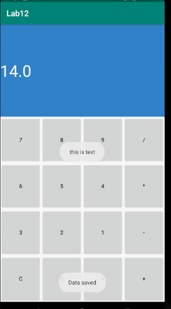 Lab12
14.0
7 8 9 /
this is text
6 5 4 *
3 2 1 -
C +
Data saved